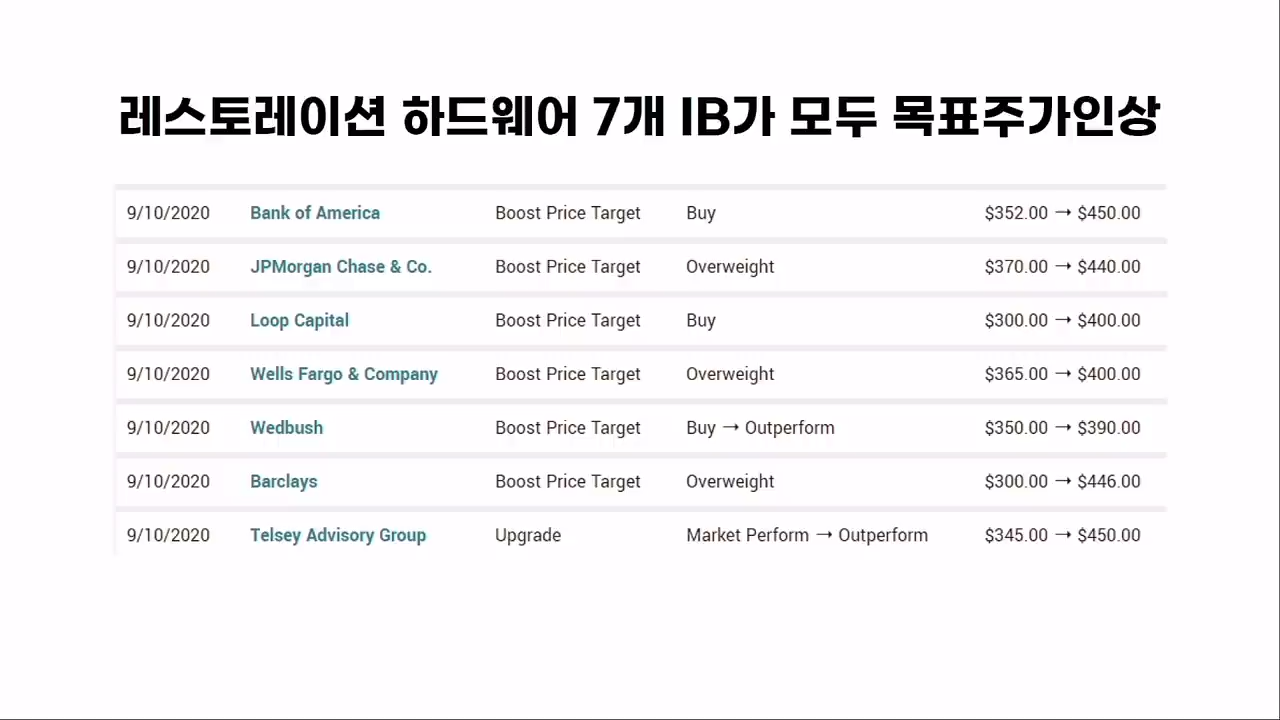 레스토레이션 하드웨어 7개 IB가 모두 목표주가인상
9/10/2020 Bank of America Boost Price Target Buy $352.00 → $450.00
9/10/2020 JPMorgan Chase & Co. Boost Price Target Overweight $370.00 → $440.00
9/10/2020 Loop Capital Boost Price Target Buy $300.00 → $400.00
9/10/2020 Wells Fargo & Company Boost Price Target Overweight $365.00 → $400.00
9/10/2020 Wedbush Boost Price Target Buy → Outperform $350.00 → $390.00
9/10/2020 Barclays Boost Price Target Overweight $300.00 → $446.00
9/10/2020 Telsey Advisory Group Upgrade Market Perform → Outperform $345.00 → $450.00